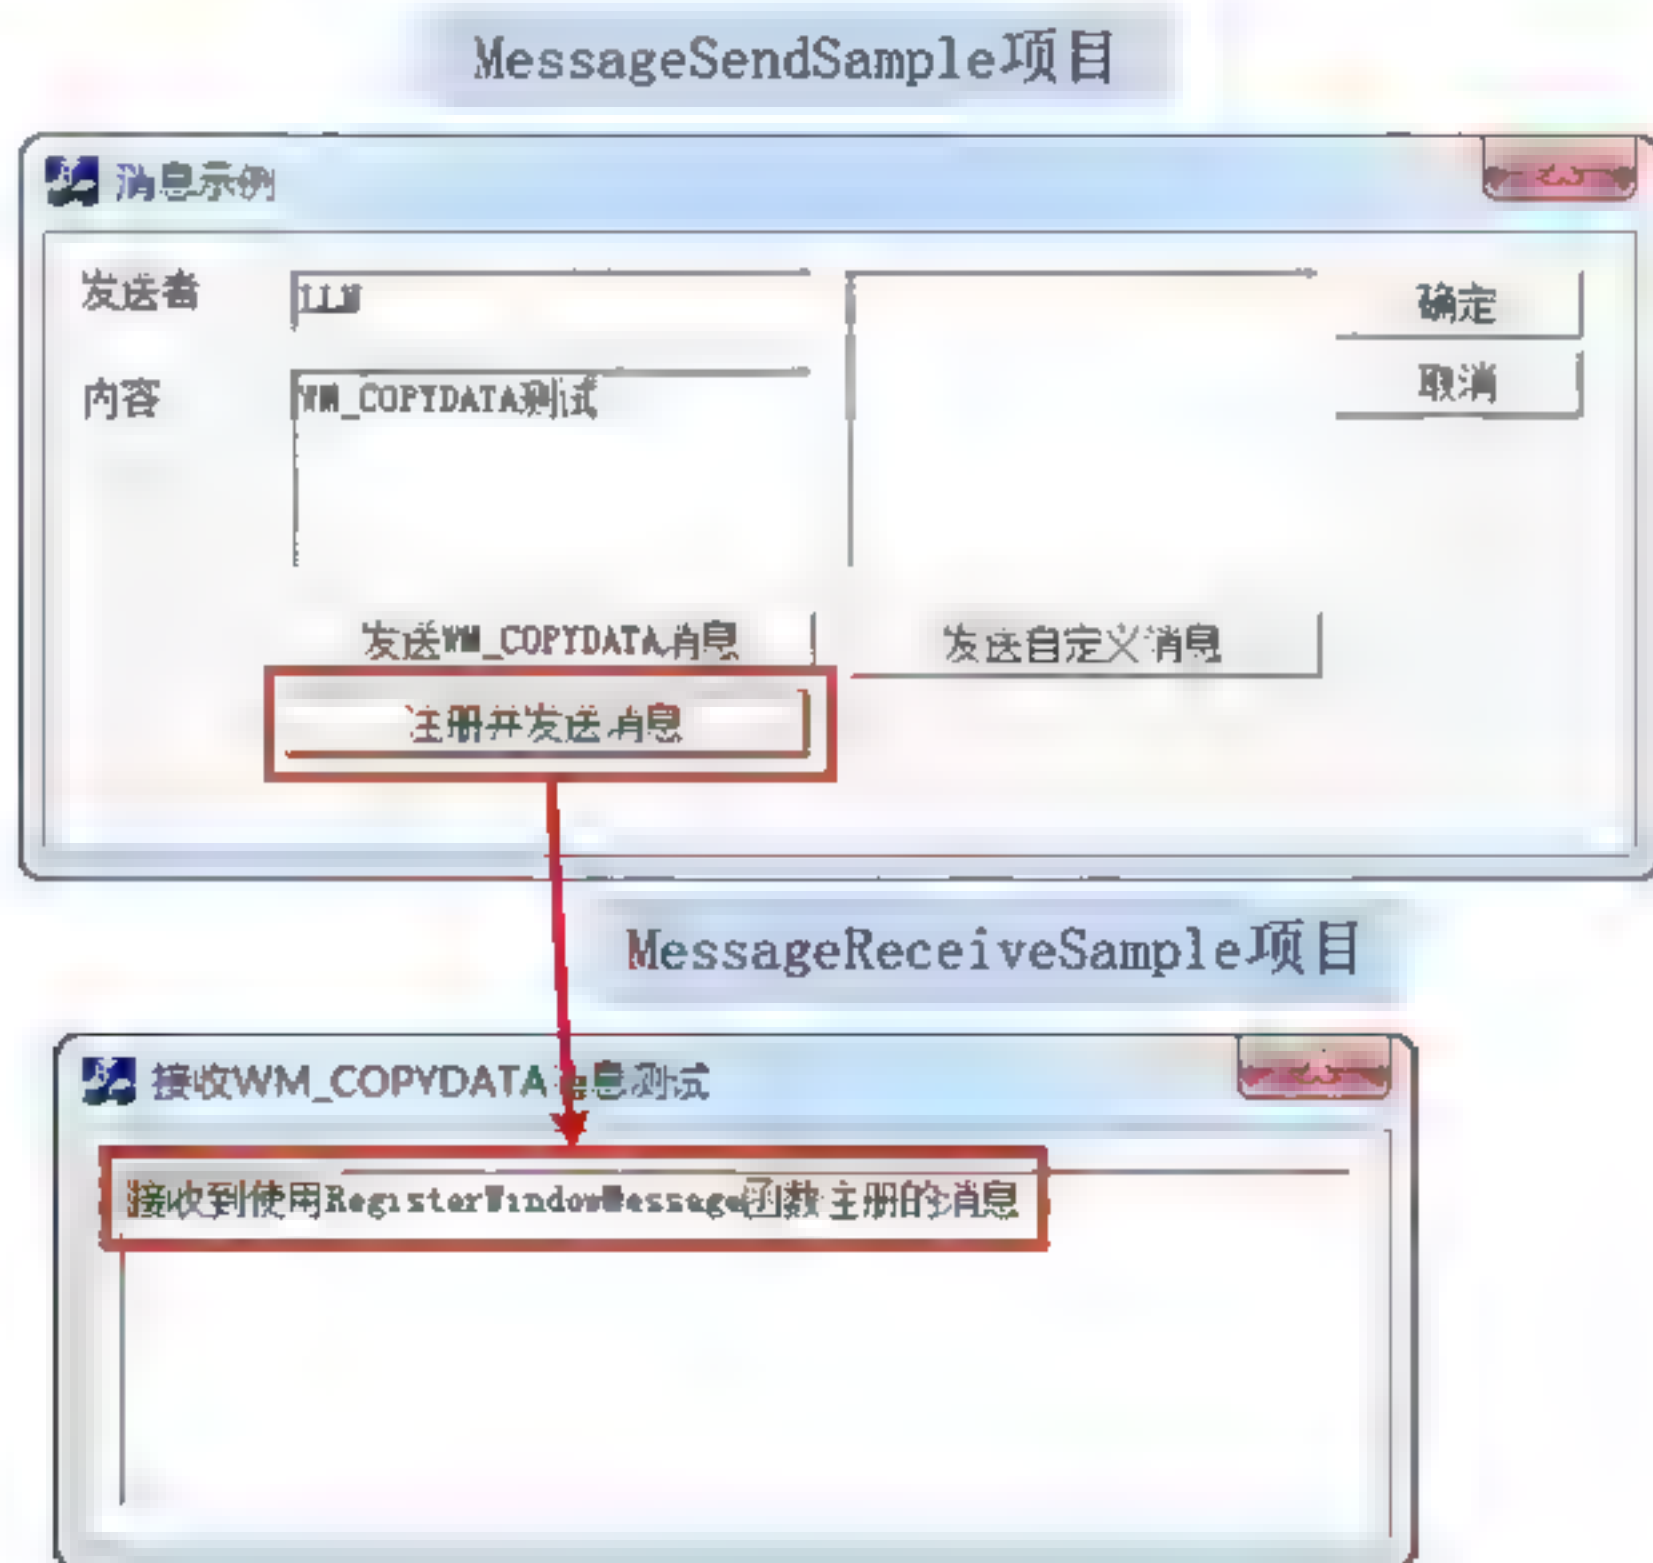 MessageSendSample项目
消息示例
发送者
确定
内容
WM_COPYDATA测试
取消
发送WM_COPYDATA消息
发送自定义消息
注册并发送消息
MessageReceiveSample项目
接收WM_COPYDATA消息测试
接收到使用RegisterWindowMessage函数注册的消息